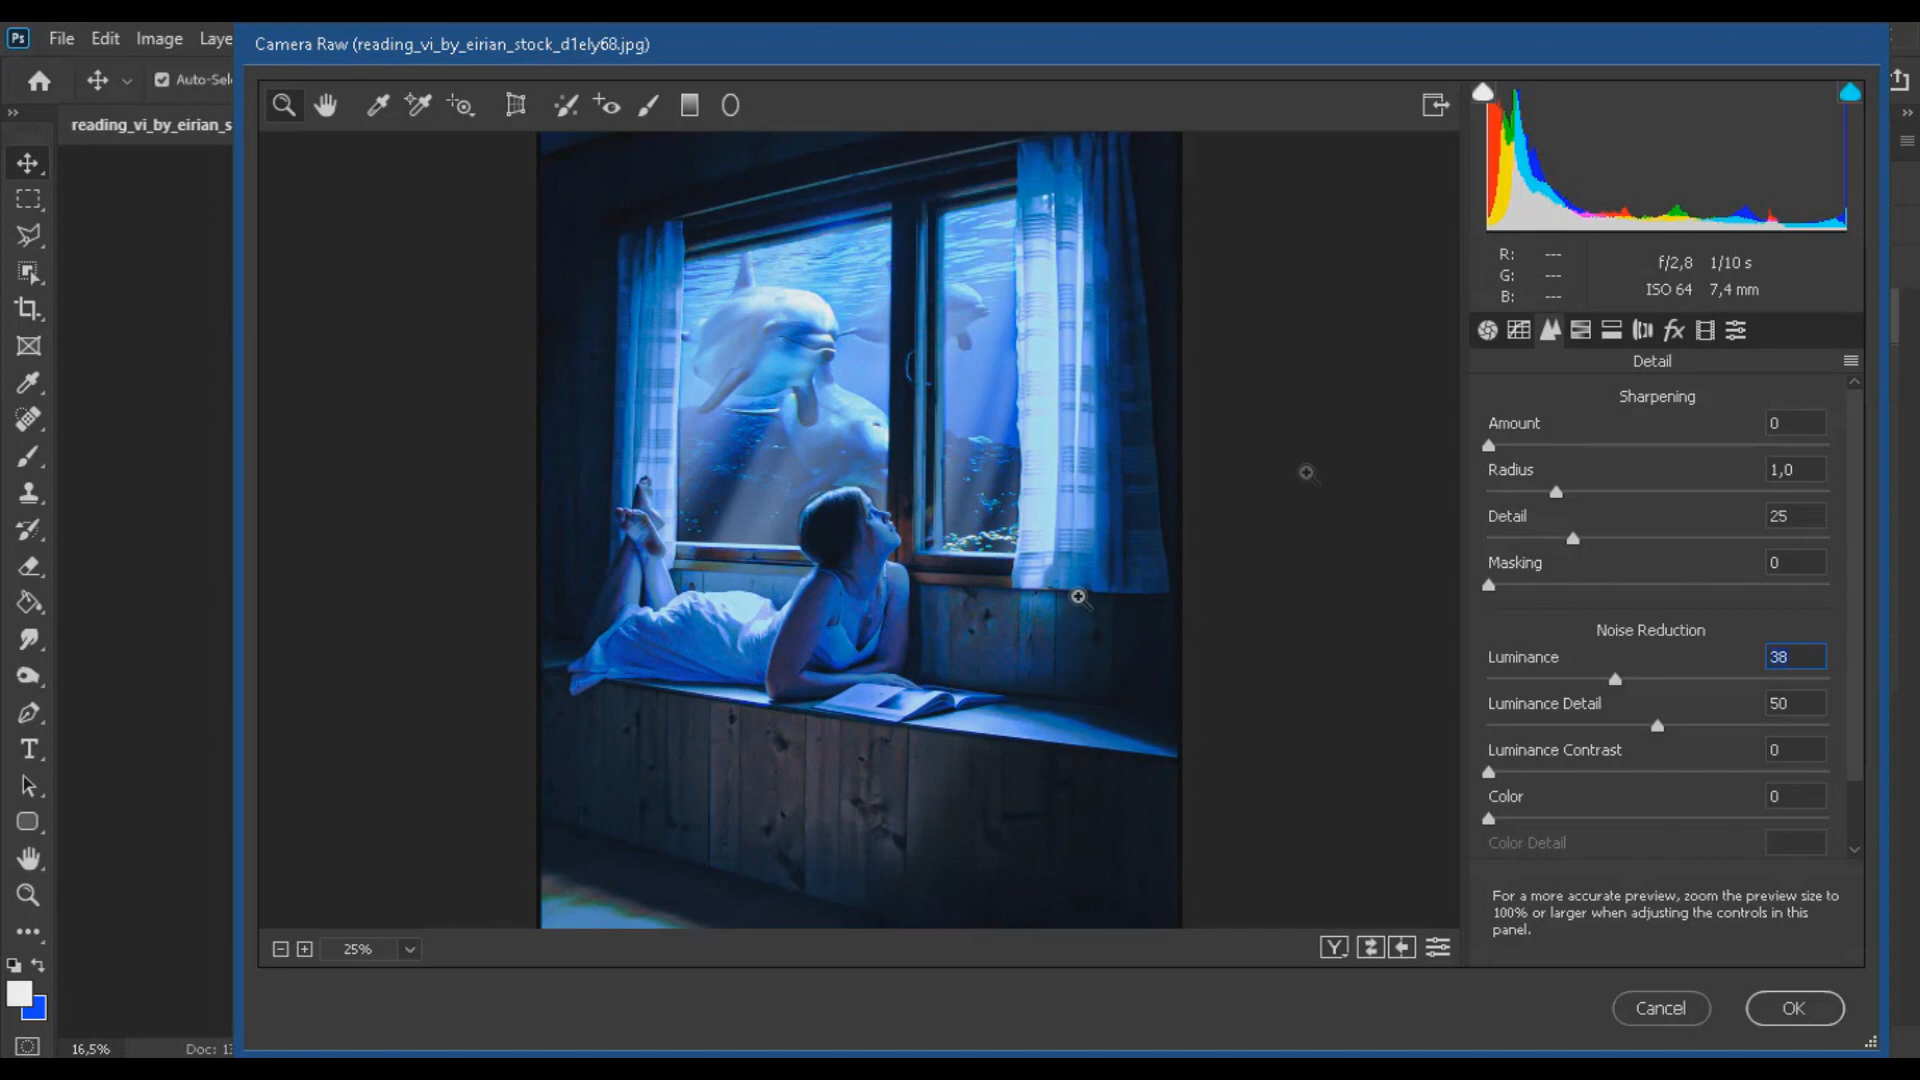 Ps File Edit Image Laye
Camera Raw (reading_vi_by_eirian_stock_d1ely68.jpg)
Auto-Sele
reading_vi_by_eirian_s
R: ---
G: ---
B: ---
f/2,8 1/10 s
ISO 64 7,4 mm
fx
Detail
Sharpening
Amount 0
Radius 1,0
Detail 25
Masking 0
Noise Reduction
Luminance 38
Luminance Detail 50
Luminance Contrast 0
Color 0
Color Detail
For a more accurate preview, zoom the preview size to
100% or larger when adjusting the controls in this
panel.
T
25%
Y
Cancel OK
16,5% Doc: 13